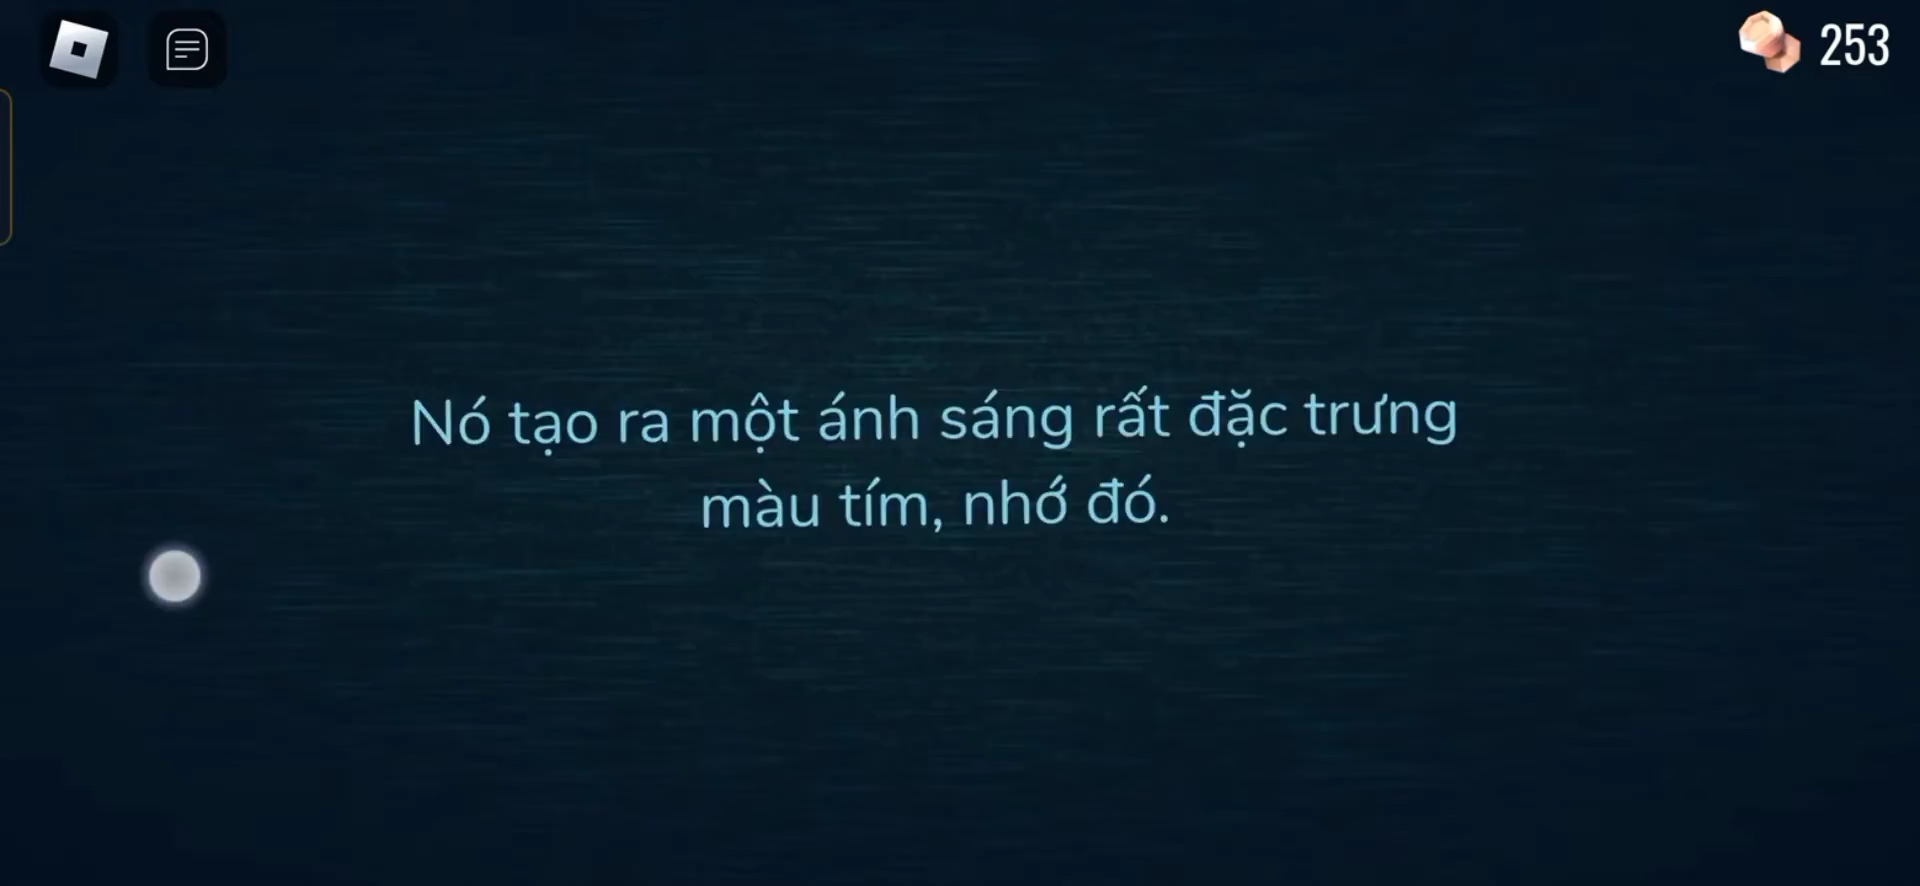 253
Nó tạo ra một ánh sáng rất đặc trưng
màu tím, nhớ đó.